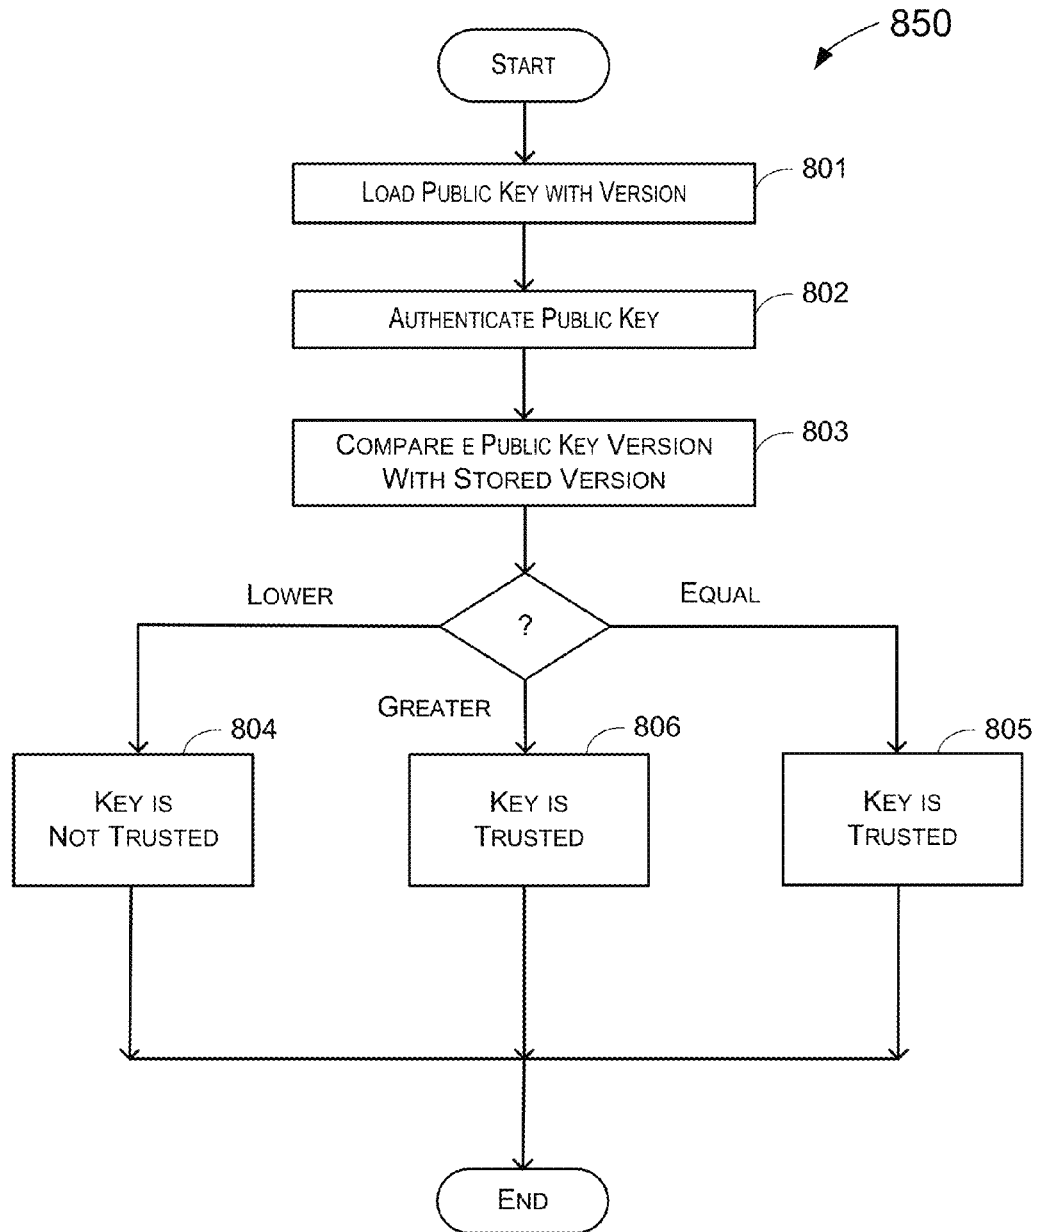 850
START
801
LOAD PUBLIC KEY WITH VERSION
802
AUTHENTICATE PUBLIC KEY
803
COMPARE E PUBLIC KEY VERSION
WITH STORED VERSION
LOWER
EQUAL
?
GREATER
804
806
805
KEY IS
NOT TRUSTED
KEY IS
TRUSTED
KEY IS
TRUSTED
END